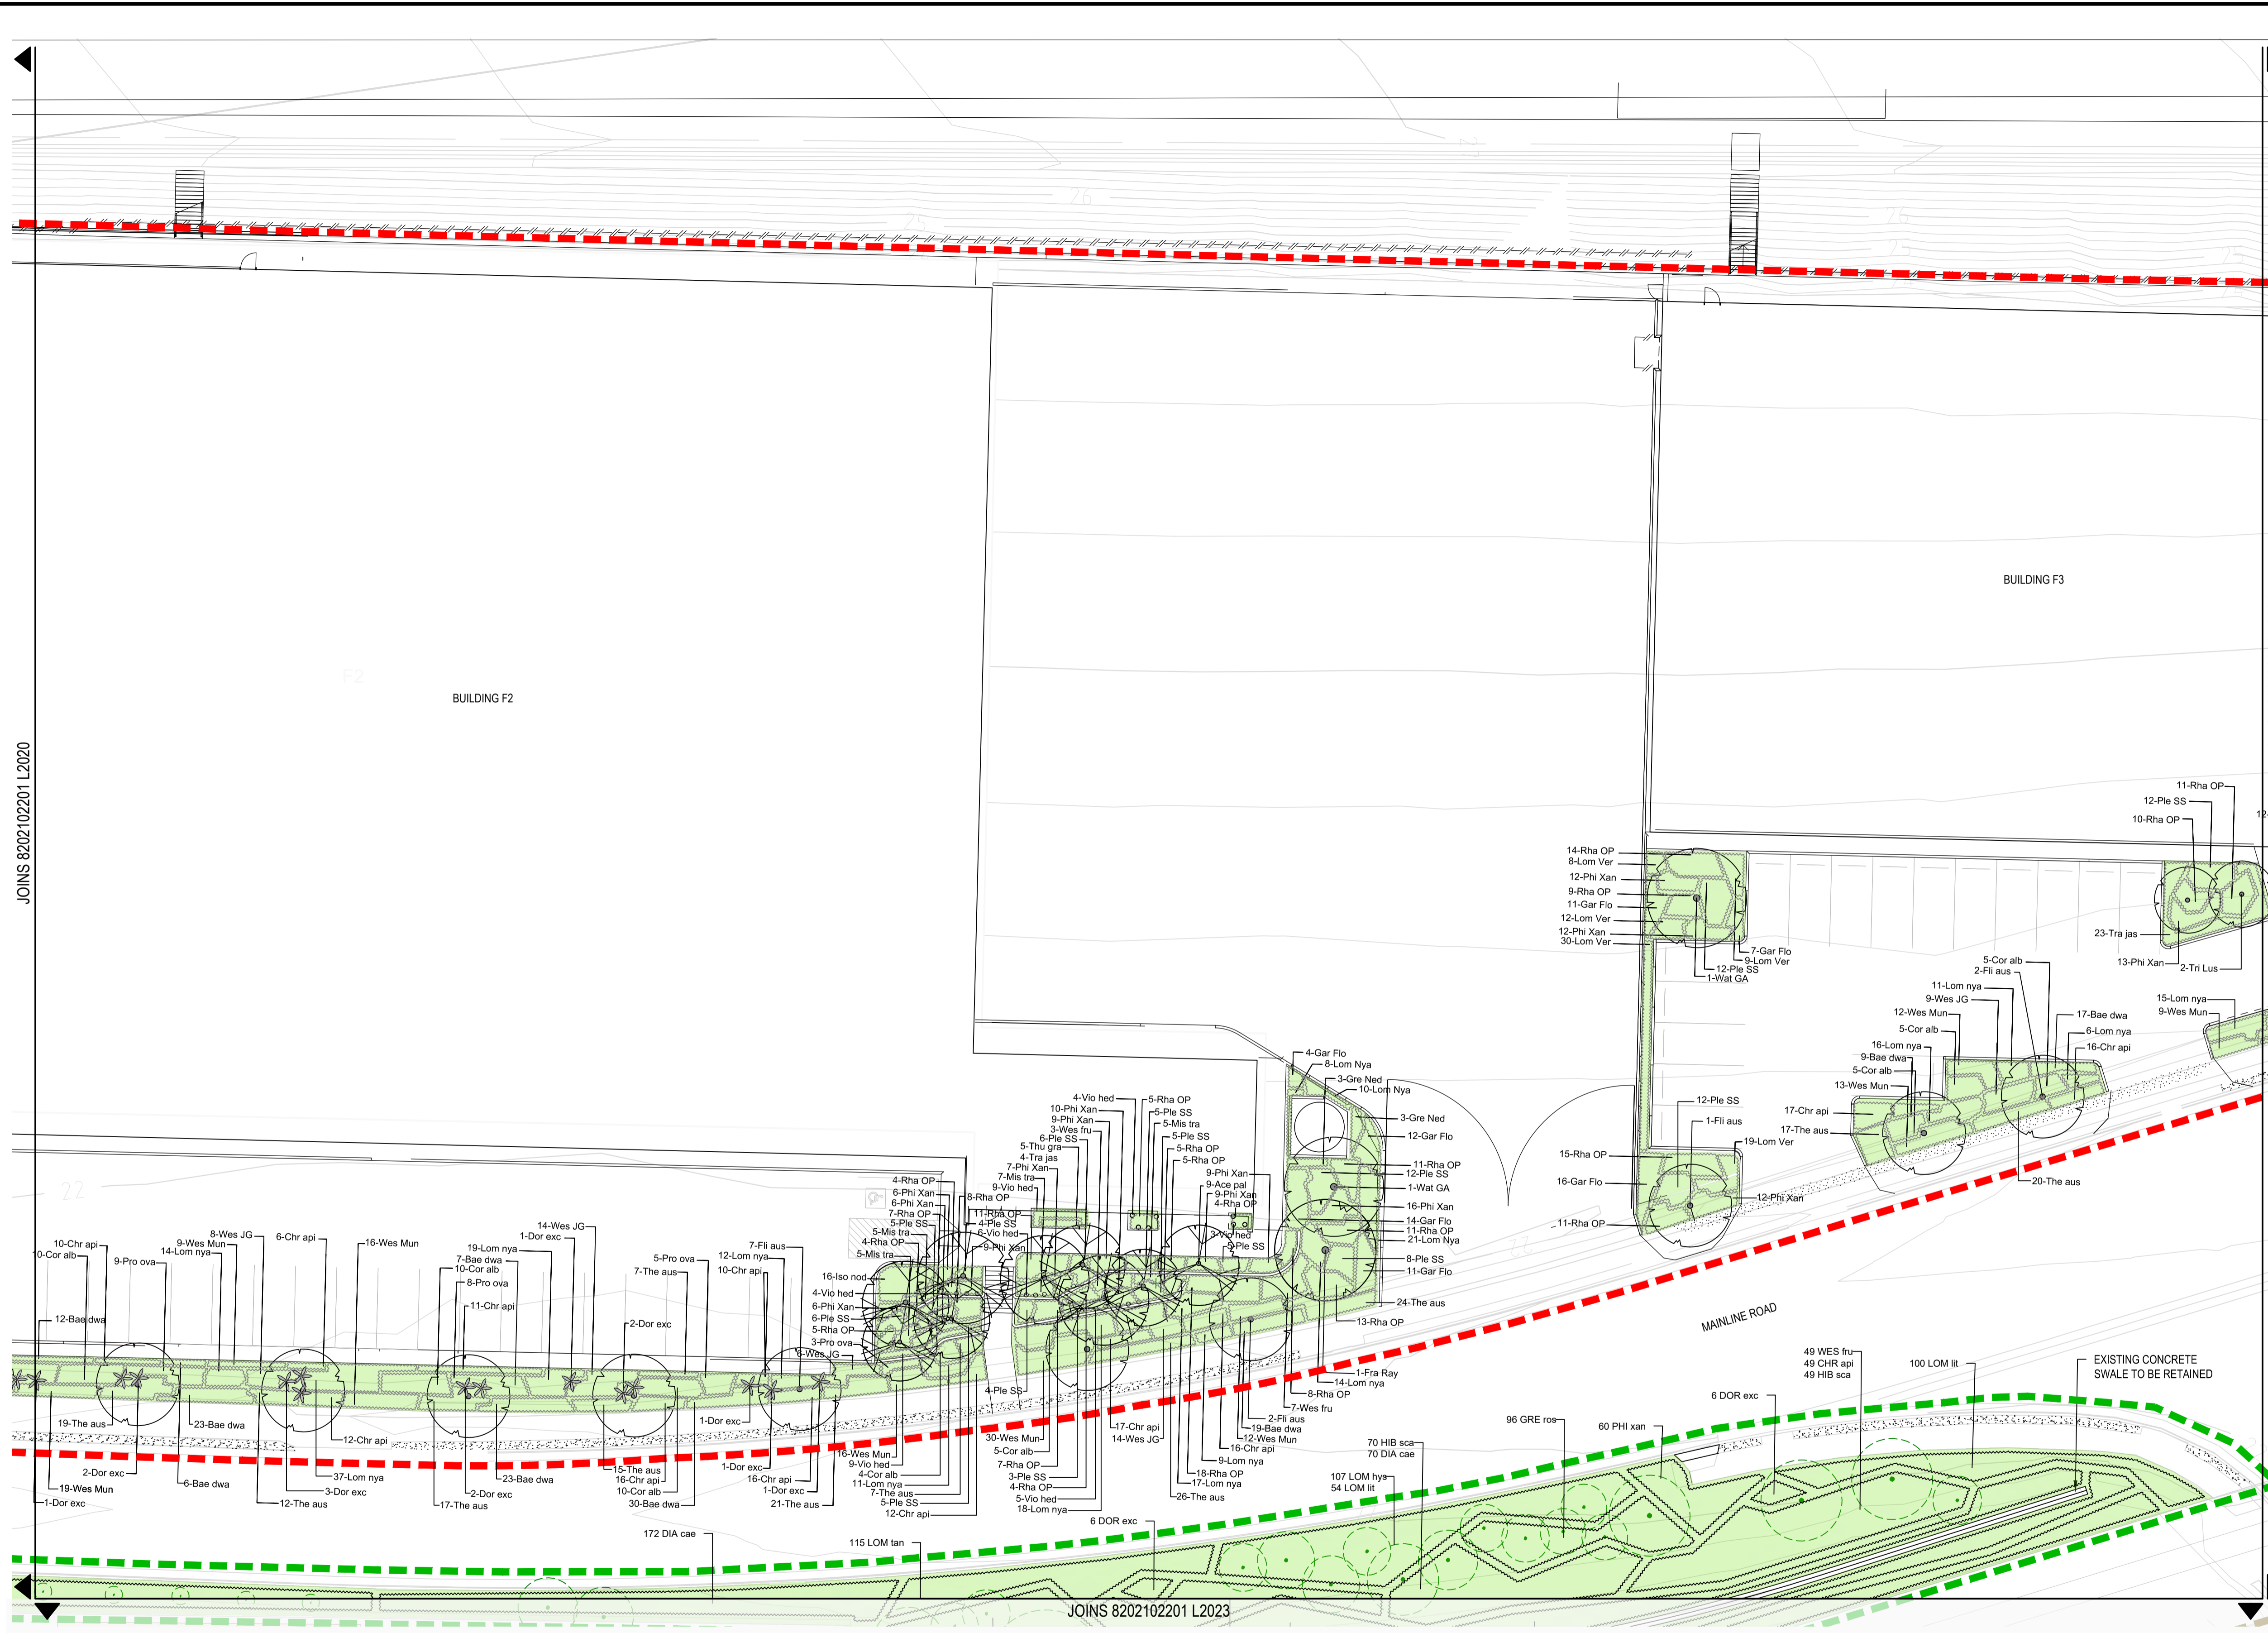 26
26
25
26
25
25
JOINS 8202102201 L2020
F2
BUILDING F2
BUILDING F3
11-Rha OP
12-Ple SS
10-Rha OP
12-
23-Tra jas
13-Phi Xan
2-Tri Lus
14-Rha OP
8-Lom Ver
12-Phi Xan
9-Rha OP
11-Gar Flo
12-Lom Ver
12-Phi Xan
30-Lom Ver
7-Gar Flo
9-Lom Ver
12-Ple SS
1-Wat GA
5-Cor alb
2-Fli aus
11-Lom nya
9-Wes JG
12-Wes Mun
5-Cor alb
16-Lom nya
9-Bae dwa
5-Cor alb
13-Wes Mun
17-Chr api
17-The aus
17-Bae dwa
6-Lom nya
16-Chr api
20-The aus
15-Lom nya
9-Wes Mun
12-Ple SS
1-Fli aus
19-Lom Ver
15-Rha OP
16-Gar Flo
12-Phi Xan
11-Rha OP
4-Gar Flo
8-Lom Nya
3-Gre Ned
10-Lom Nya
3-Gre Ned
12-Gar Flo
11-Rha OP
12-Ple SS
1-Wat GA
16-Phi Xan
14-Gar Flo
11-Rha OP
21-Lom Nya
8-Ple SS
11-Gar Flo
24-The aus
13-Rha OP
1-Fra Ray
14-Lom nya
8-Rha OP
7-Wes fru
2-Fli aus
19-Bae dwa
12-Wes Mun
16-Chr api
9-Lom nya
18-Rha OP
17-Lom nya
26-The aus
4-Vio hed
10-Phi Xan
9-Phi Xan
3-Wes fru
6-Ple SS
5-Thu gra
4-Tra jas
7-Phi Xan
7-Mis tra
9-Vio hed
5-Rha OP
5-Ple SS
5-Mis tra
5-Ple SS
5-Rha OP
5-Rha OP
9-Phi Xan
9-Ace pal
9-Phi Xan
4-Rha OP
3-Vio hed
5-Ple SS
4-Rha OP
6-Phi Xan
6-Phi Xan
7-Rha OP
5-Ple SS
5-Mis tra
4-Rha OP
5-Mis tra
8-Rha OP
11-Rha OP
4-Ple SS
6-Vio hed
9-Phi Xan
16-Iso nod
4-Vio hed
6-Phi Xan
6-Ple SS
5-Rha OP
3-Pro ova
6-Wes JG
4-Ple SS
17-Chr api
14-Wes JG
30-Wes Mun
5-Cor alb
7-Rha OP
3-Ple SS
4-Rha OP
5-Vio hed
18-Lom nya
16-Wes Mun
9-Vio hed
4-Cor alb
11-Lom nya
7-The aus
5-Ple SS
12-Chr api
22
10-Chr api
10-Cor alb
9-Pro ova
8-Wes JG
9-Wes Mun
14-Lom nya
6-Chr api
16-Wes Mun
19-Lom nya
7-Bae dwa
10-Cor alb
8-Pro ova
11-Chr api
14-Wes JG
1-Dor exc
2-Dor exc
5-Pro ova
7-The aus
7-Fli aus
12-Lom nya
10-Chr api
12-Bae dwa
19-The aus
23-Bae dwa
12-Chr api
2-Dor exc
19-Wes Mun
1-Dor exc
6-Bae dwa
37-Lom nya
3-Dor exc
12-The aus
2-Dor exc
23-Bae dwa
17-The aus
15-The aus
16-Chr api
10-Cor alb
30-Bae dwa
1-Dor exc
1-Dor exc
16-Chr api
1-Dor exc
21-The aus
22
MAINLINE ROAD
49 WES fru
49 CHR api
49 HIB sca
100 LOM lit
EXISTING CONCRETE
SWALE TO BE RETAINED
6 DOR exc
96 GRE ros
60 PHI xan
70 HIB sca
70 DIA cae
107 LOM hys
54 LOM lit
6 DOR exc
172 DIA cae
115 LOM tan
JOINS 8202102201 L2023